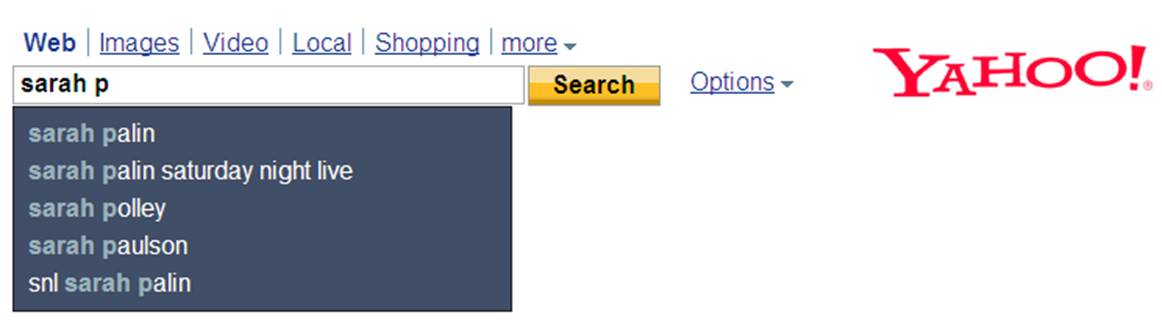 Web Images Video Local Shopping more
sarah p Search Options YAHOO!®
sarah palin
sarah palin saturday night live
sarah polley
sarah paulson
snl sarah palin